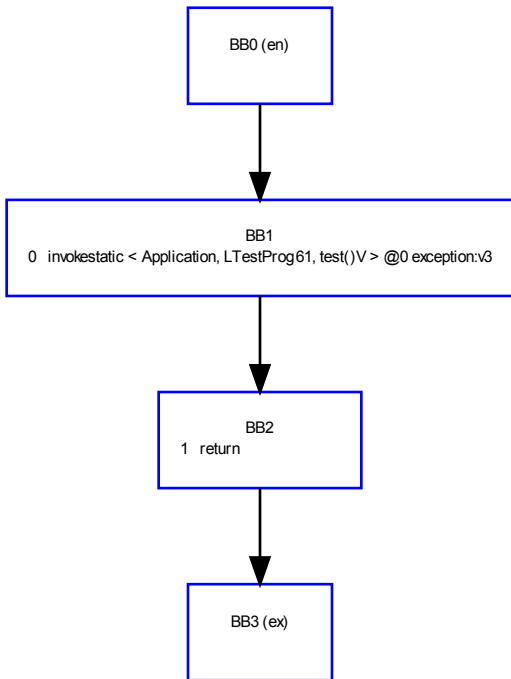 BB0 (en)
BB1
0 invokestatic < Application, LTestProg61, test()V > @0 exception:v3
BB2
1 return
BB3 (ex)